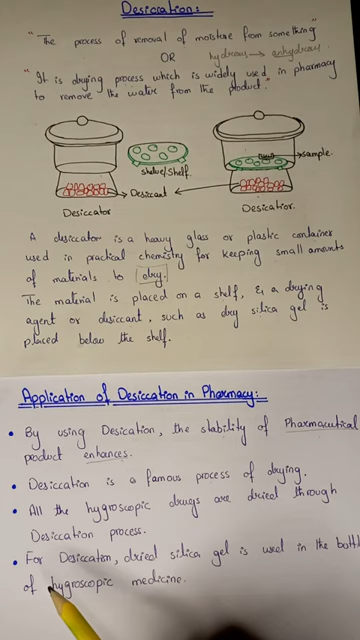 Desiccation:
"The process of removal of moisture from something"
OR hydrous → anhydrous
"It is drying process which is widely used in pharmacy
to remove the water from the product."
shelve/shelf.
Sample.
Desiccant
Desiccator
Desicatior.
A desiccator is a heavy glass or plastic container
used in practical chemistry for keeping small amounts
of materials to dry.
The material is placed on a shelf, & a drying
agent or disiccant, such as dry silica gel is
placed below the shelf.
Application of Desiccation in Pharmacy:
• By using Desication, the stability of Pharmacutical
product enhances.
• Desiccation is a famous process of drying.
• All the hygroscopic drugs are dried through
Desiccation process.
• For Desiccation, dried silica gel is used in the bottl
of hygroscopic medicine.